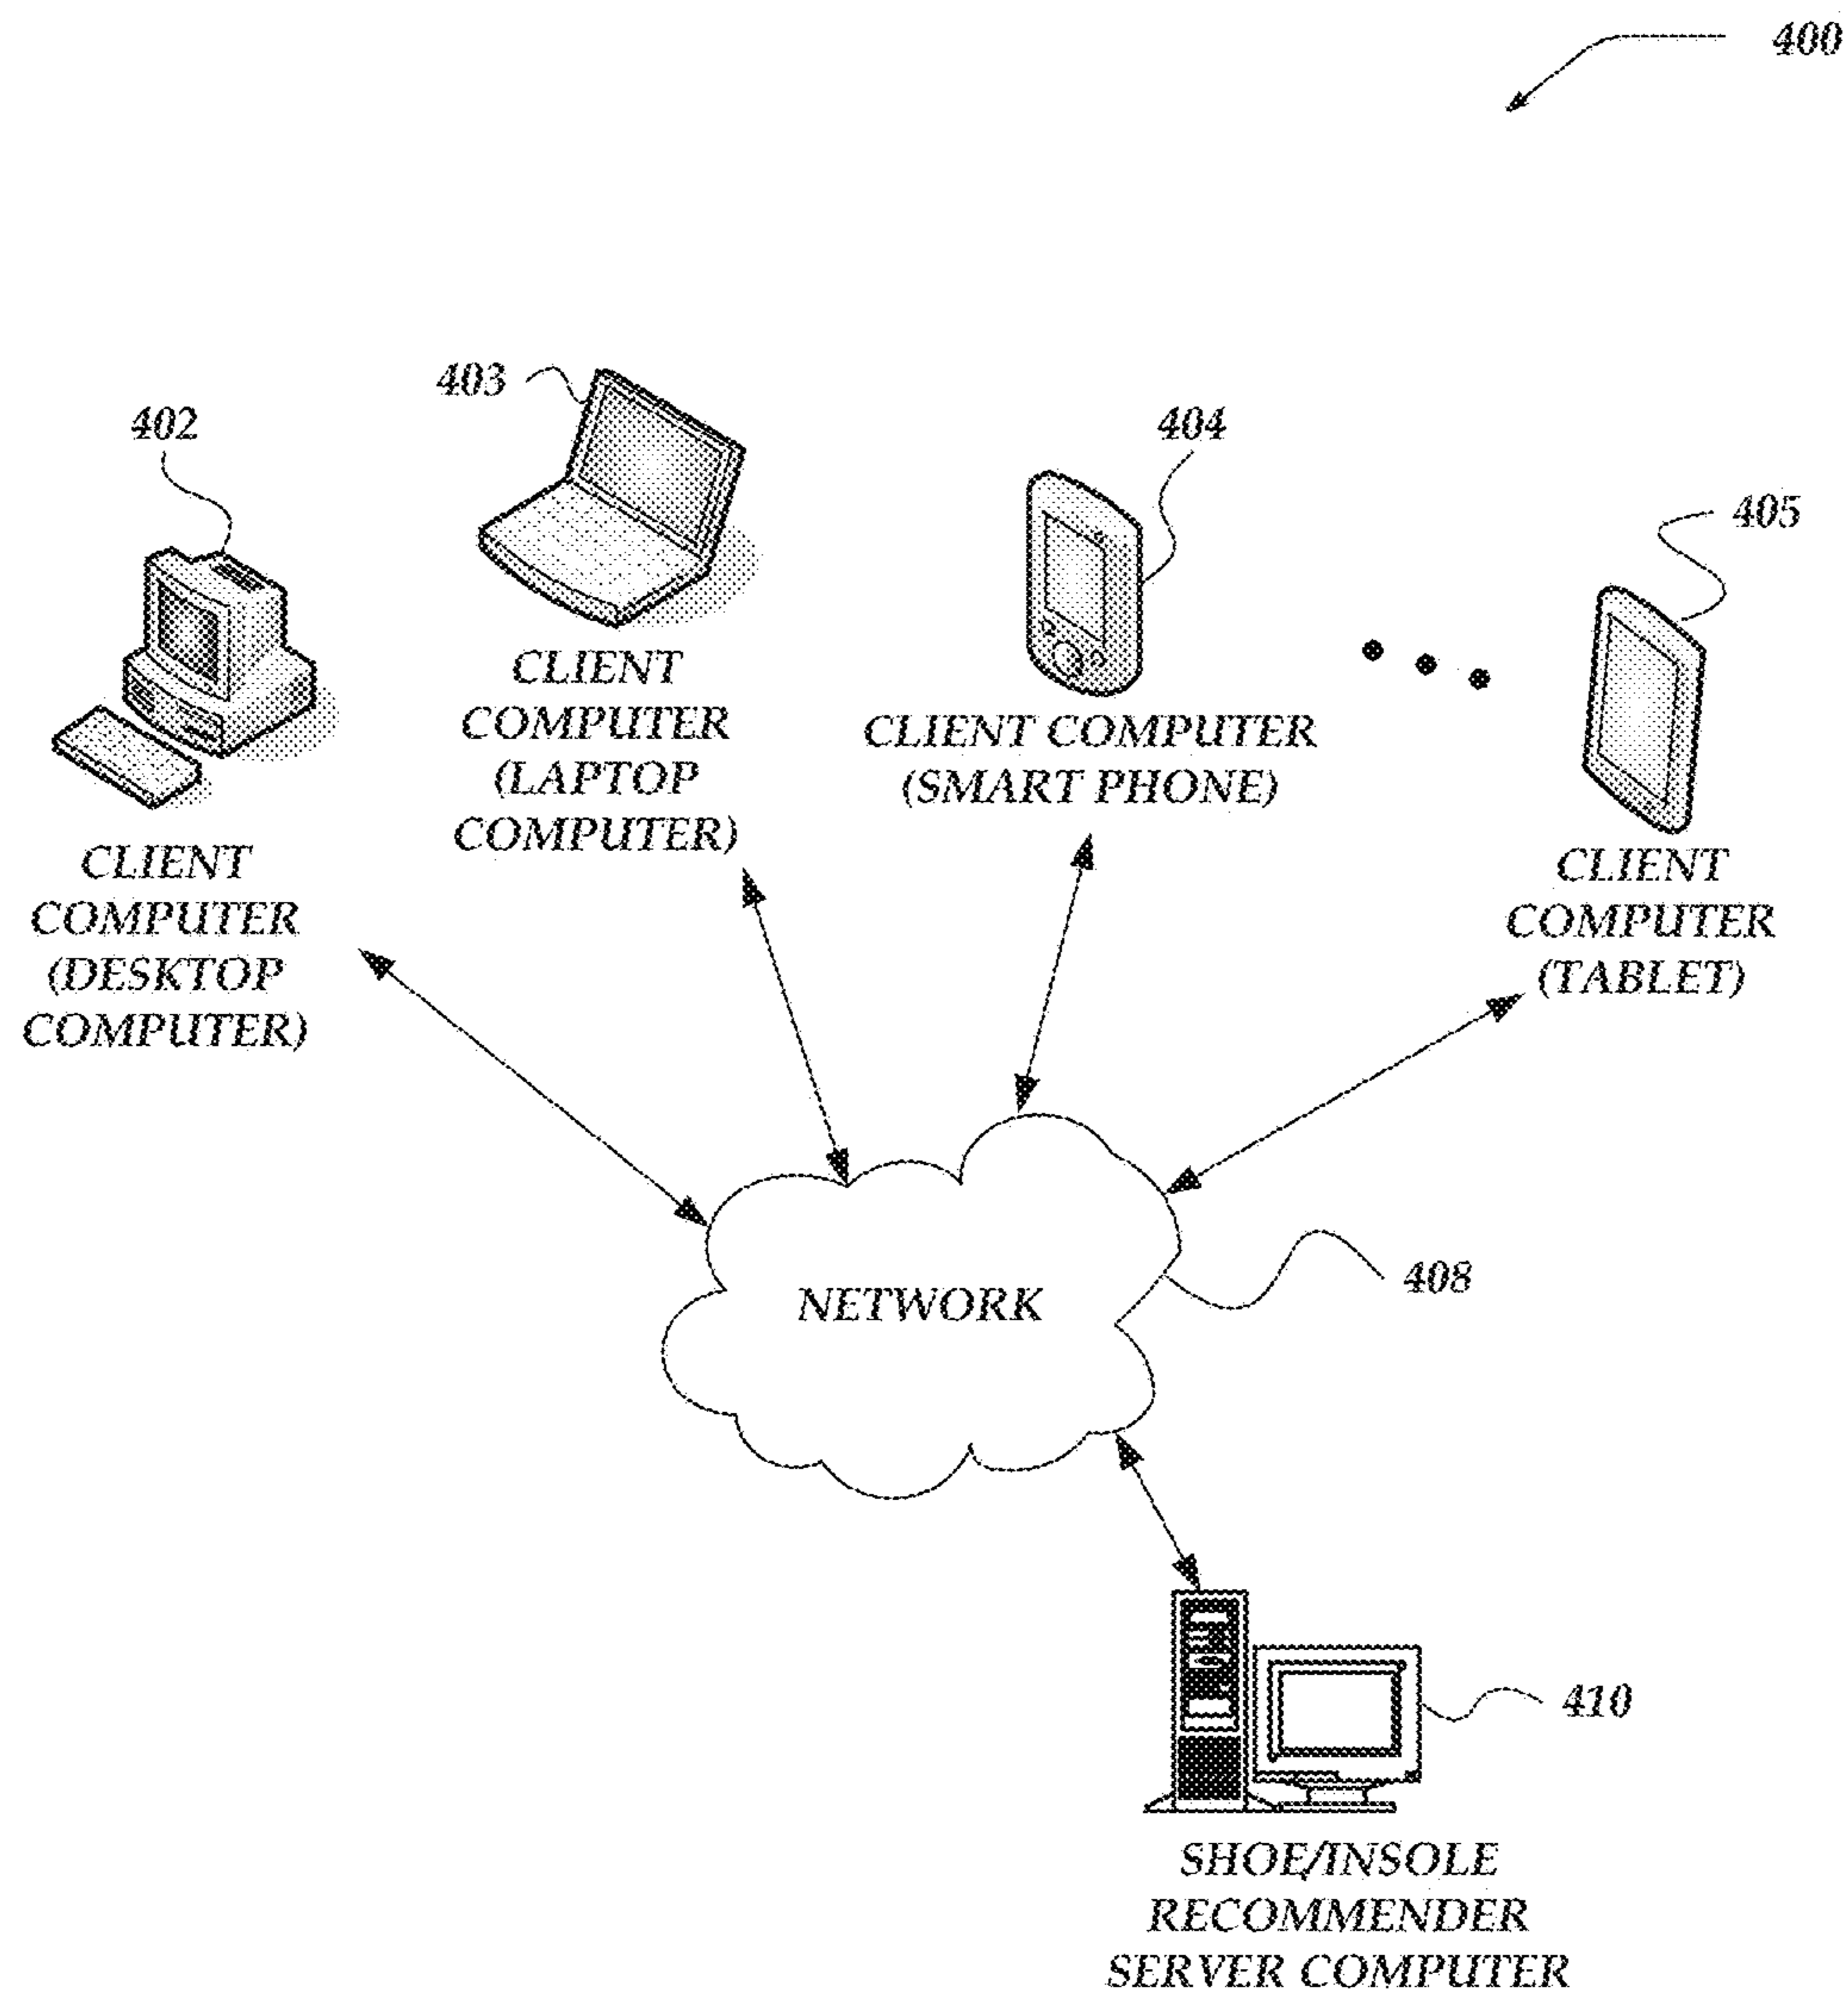 400
403
402
404
405
CLIENT
COMPUTER
(LAPTOP
COMPUTER)
CLIENT COMPUTER
(SMART PHONE)
CLIENT
COMPUTER
(DESKTOP
COMPUTER)
CLIENT
COMPUTER
(TABLET)
NETWORK
408
410
SHOE/INSOLE
RECOMMENDER
SERVER COMPUTER